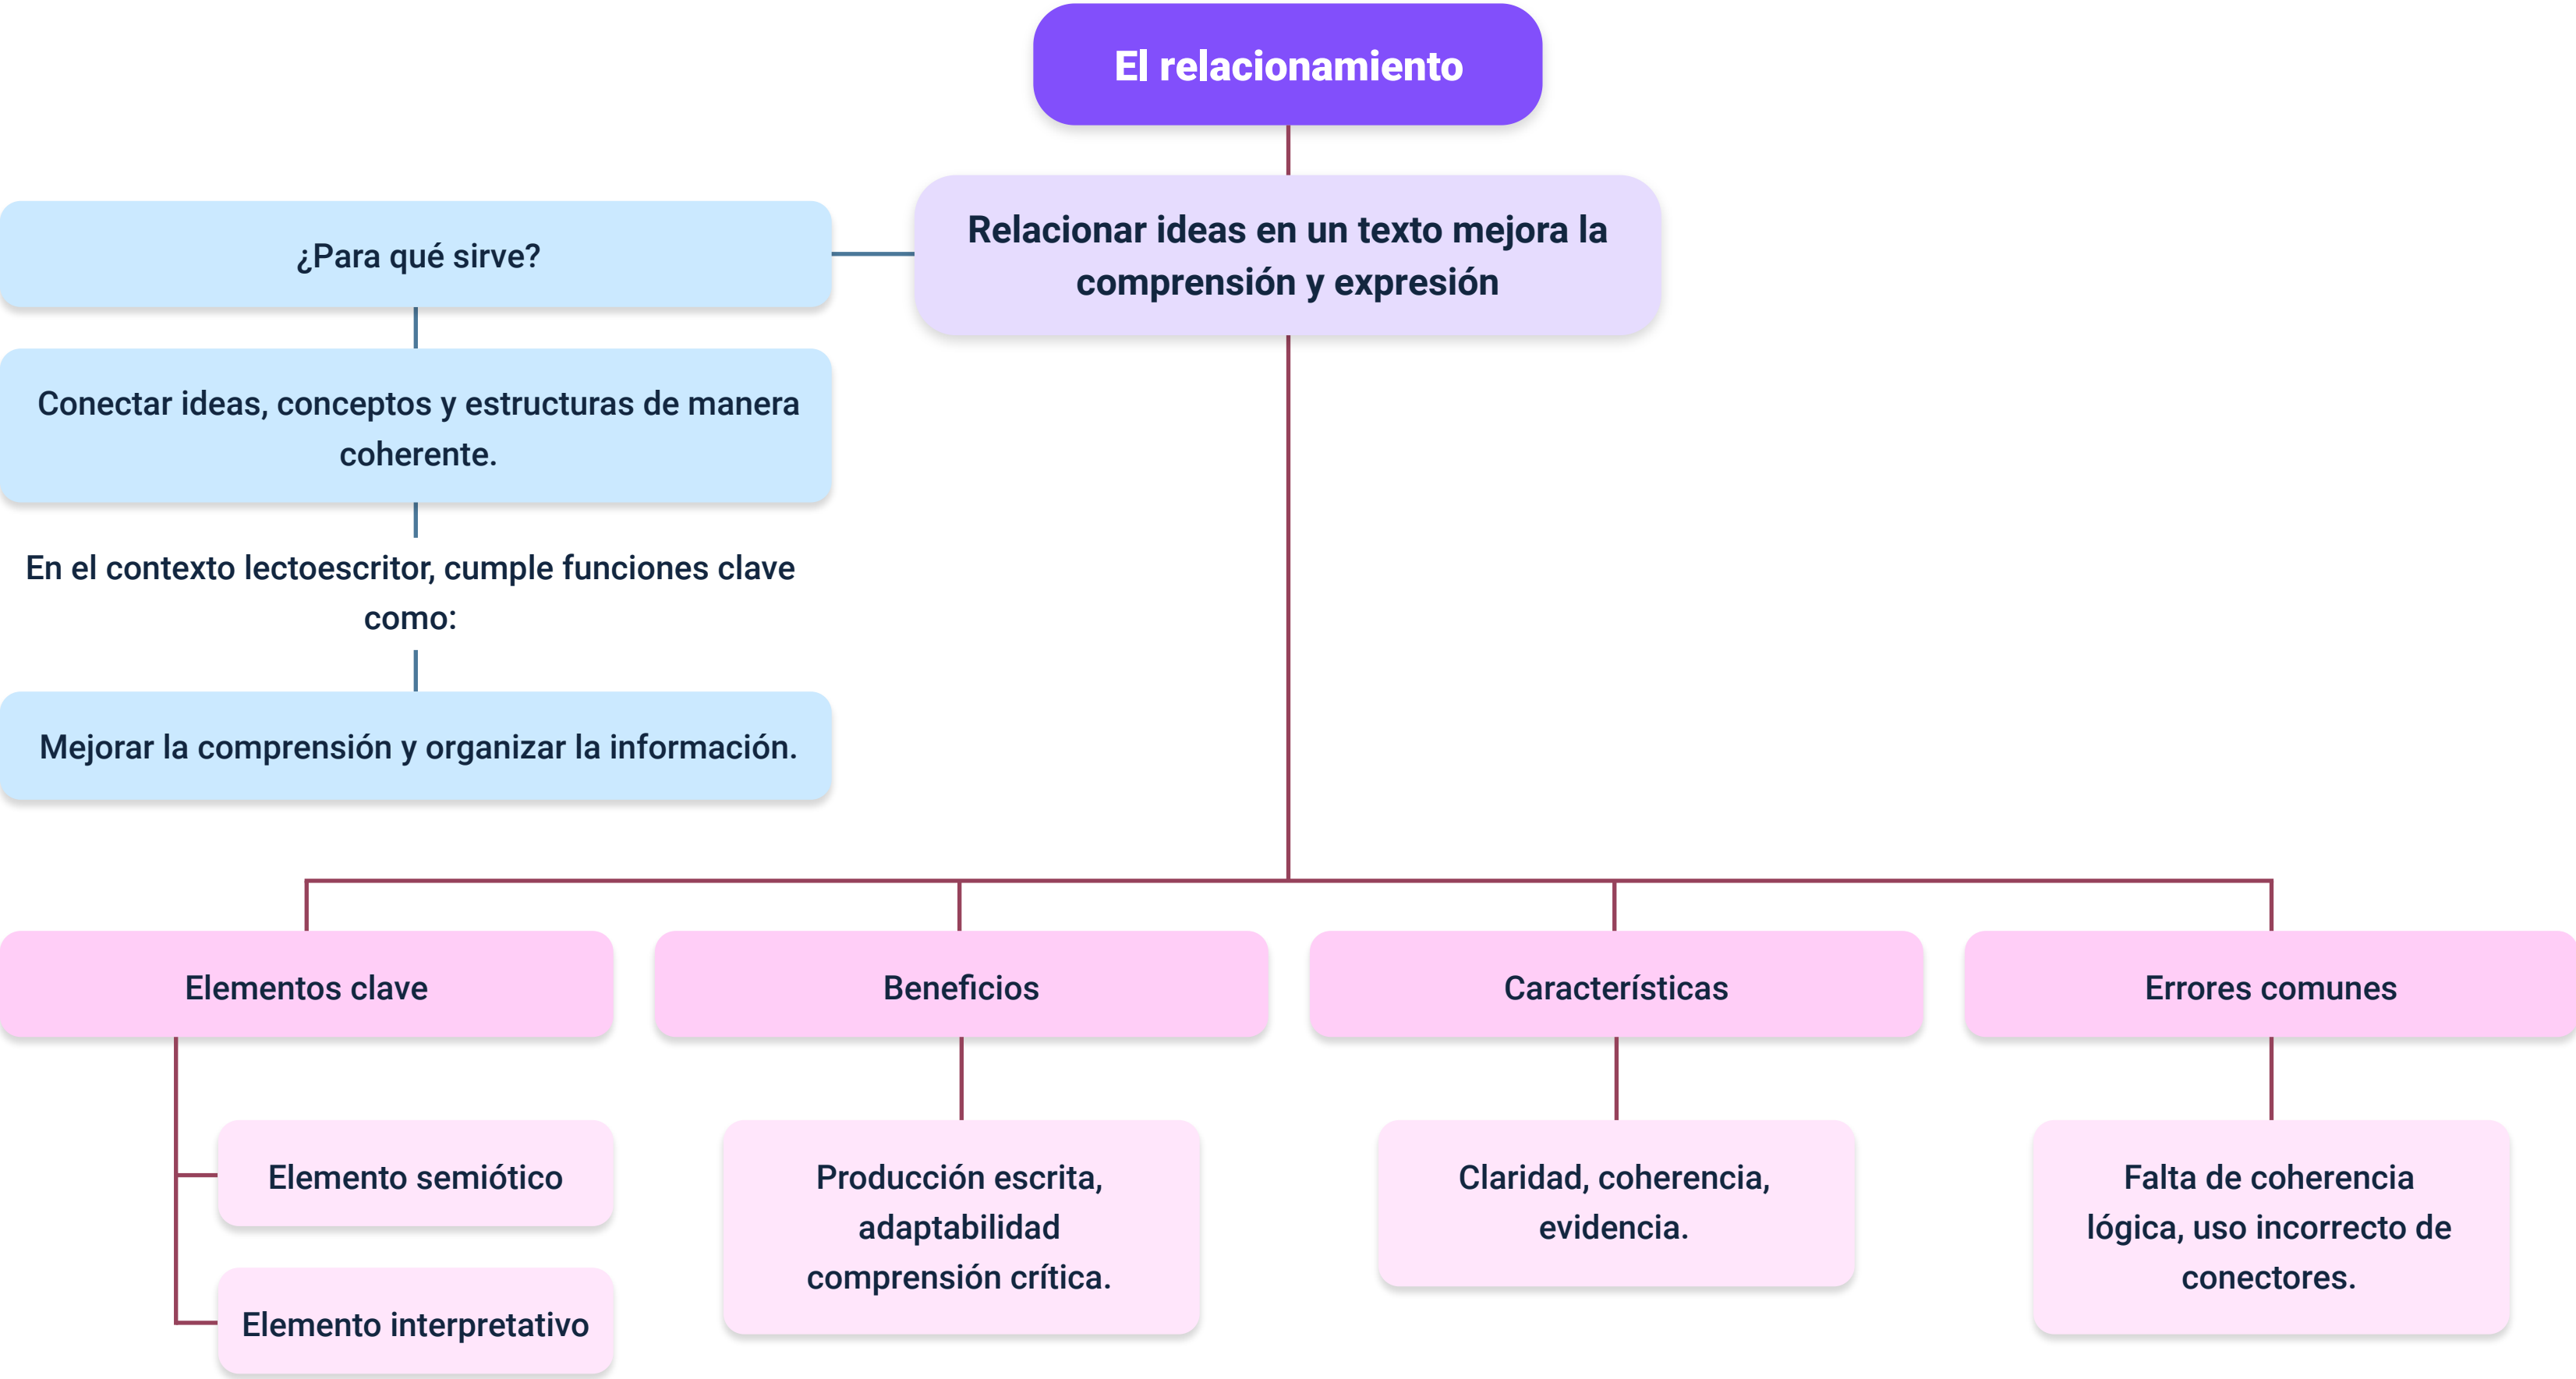 El relacionamiento
Relacionar ideas en un texto mejora la
comprensión y expresión
¿Para qué sirve?
Conectar ideas, conceptos y estructuras de manera
coherente.
En el contexto lectoescritor, cumple funciones clave
como:
Mejorar la comprensión y organizar la información.
Elementos clave
Elemento semiótico
Elemento interpretativo
Beneficios
Producción escrita,
adaptabilidad
comprensión crítica.
Características
Claridad, coherencia,
evidencia.
Errores comunes
Falta de coherencia
lógica, uso incorrecto de
conectores.